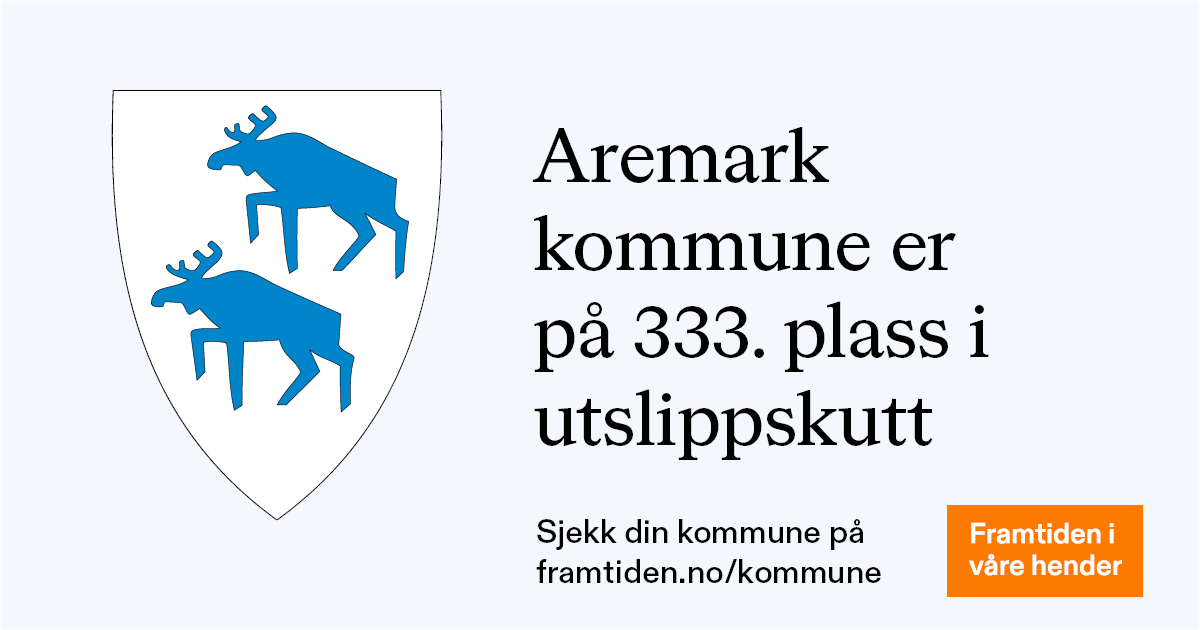 Aremark
kommune er
på 333. plass i
utslippskutt
Sjekk din kommune på
framtiden.no/kommune
Framtiden i
våre hender